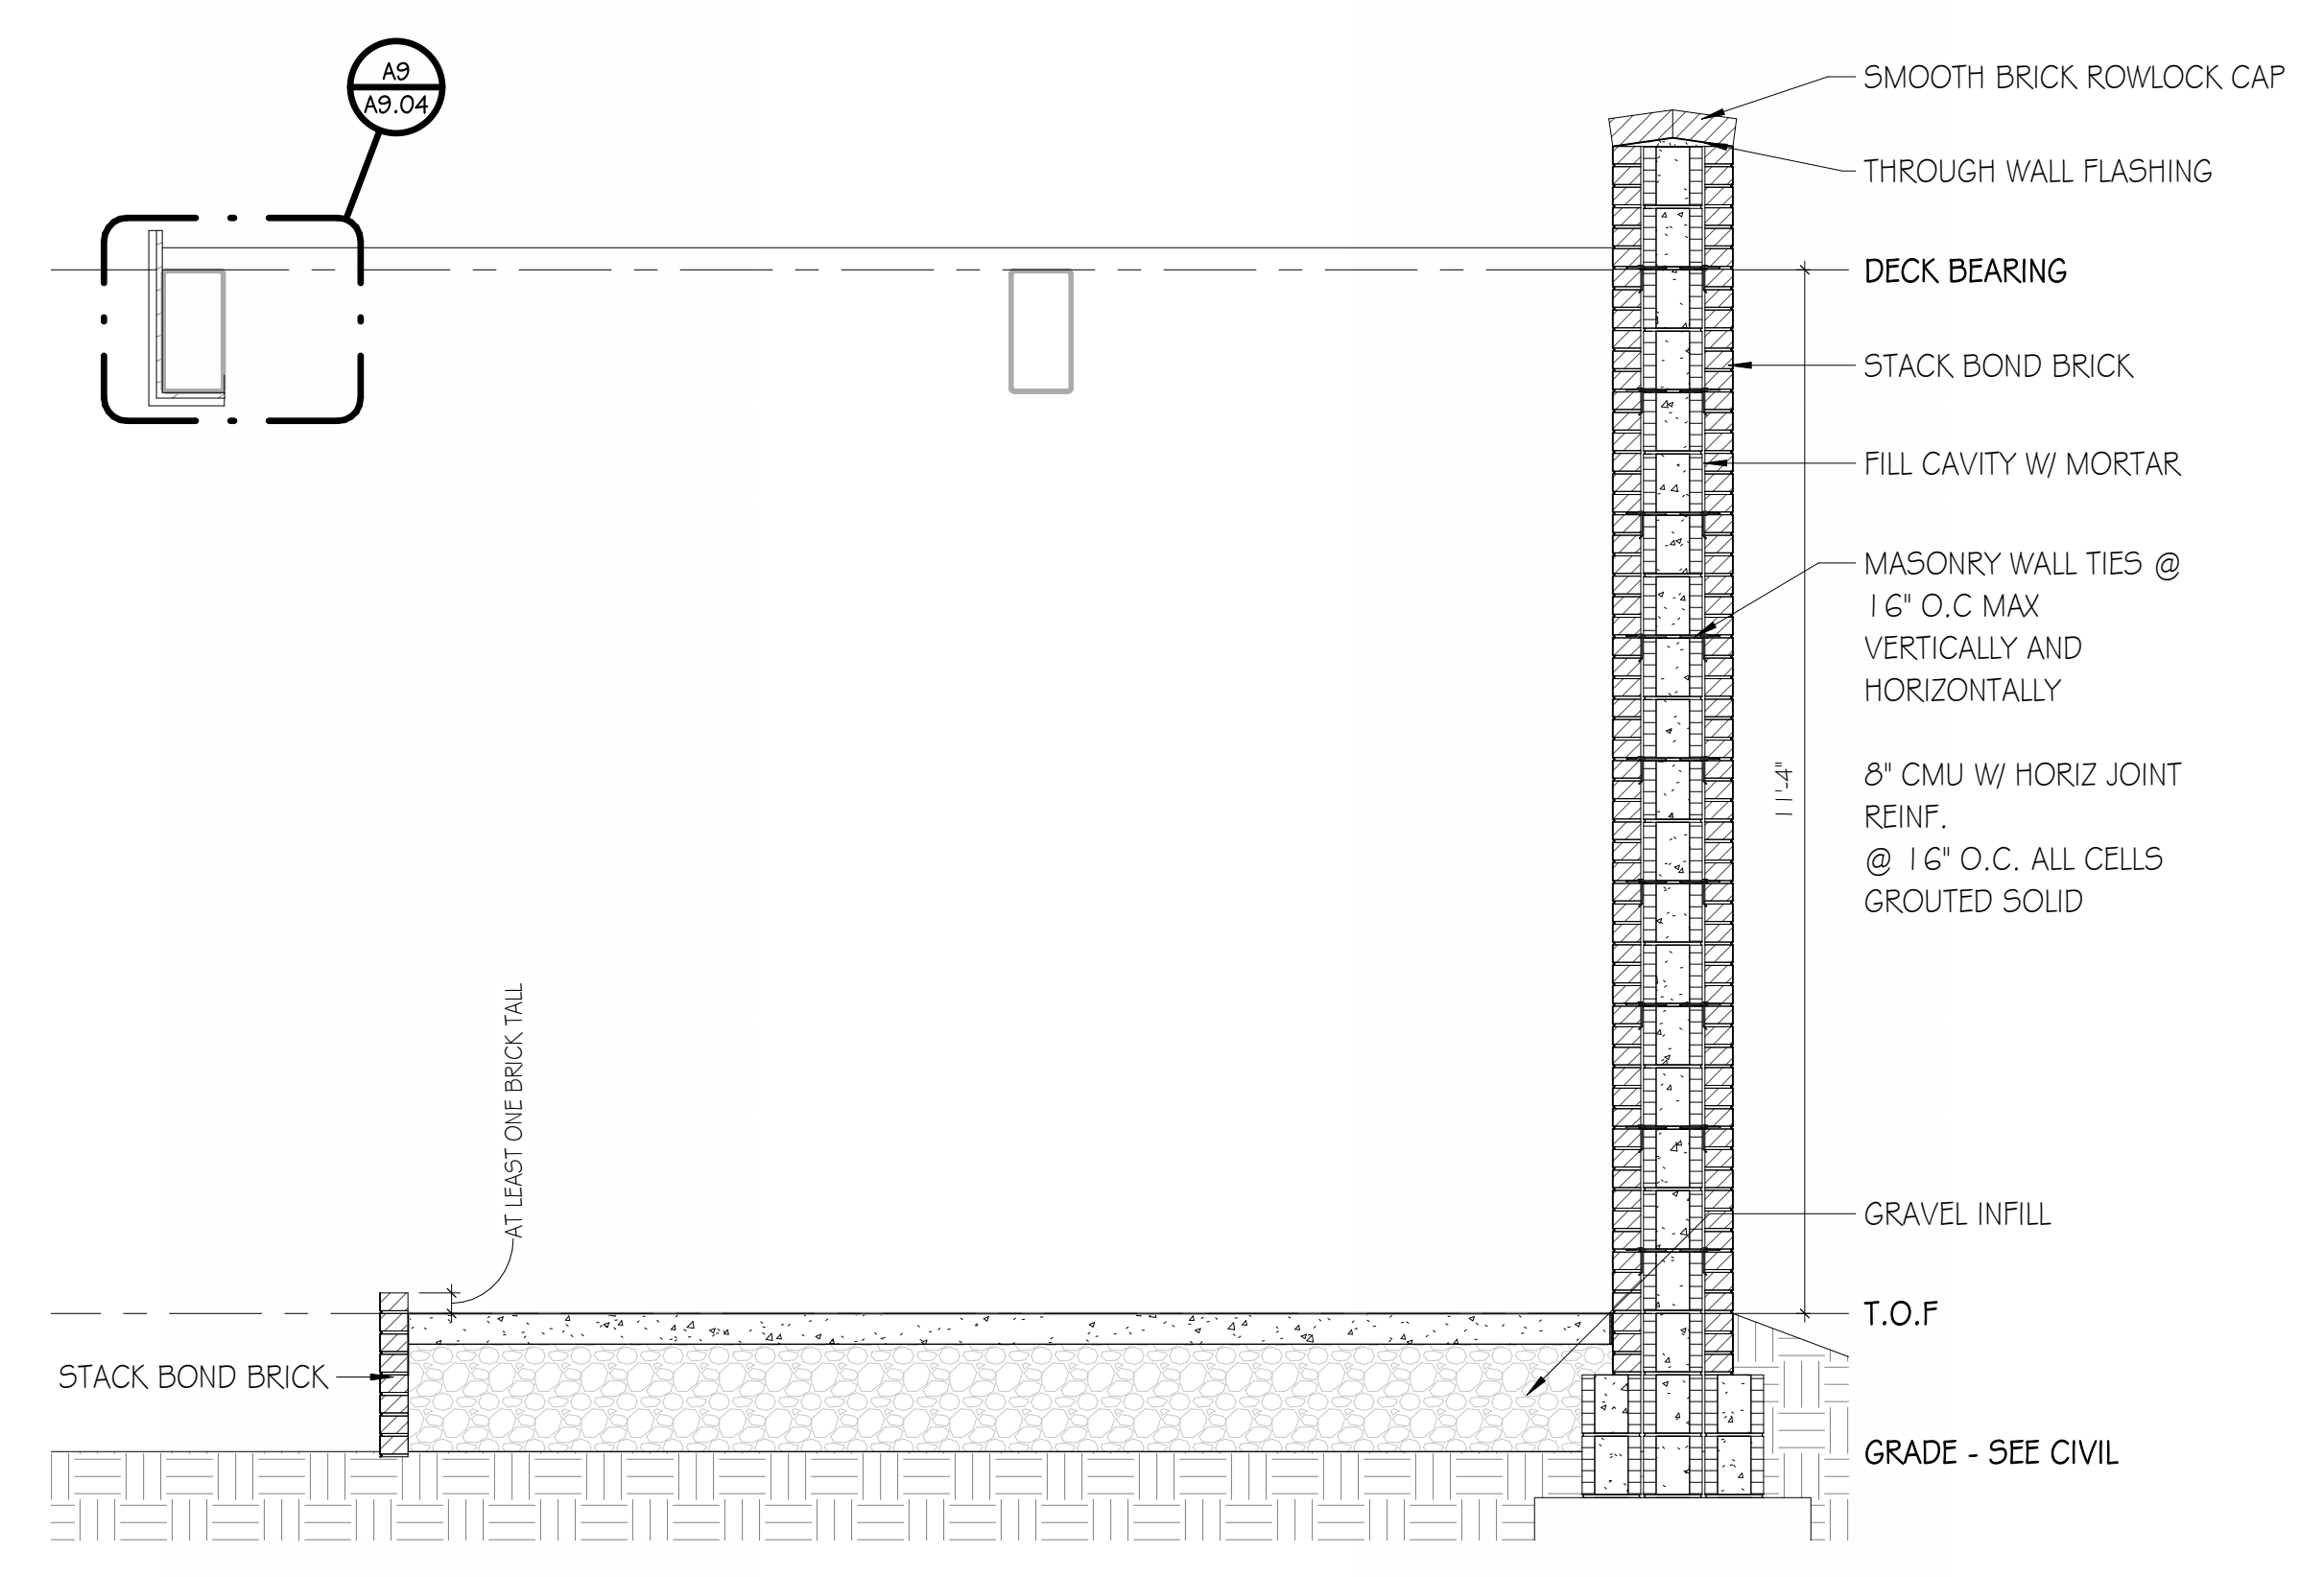 A9
A9.04
SMOOTH BRICK ROWLOCK CAP
THROUGH WALL FLASHING
DECK BEARING
STACK BOND BRICK
FILL CAVITY W/ MORTAR
MASONRY WALL TIES @
16" O.C MAX
VERTICALLY AND
HORIZONTALLY
8" CMU W/ HORIZ JOINT
REINF.
@ 16" O.C. ALL CELLS
GROUTED SOLID
11'-4"
AT LEAST ONE BRICK TALL
GRAVEL INFILL
T.O.F
STACK BOND BRICK
GRADE - SEE CIVIL